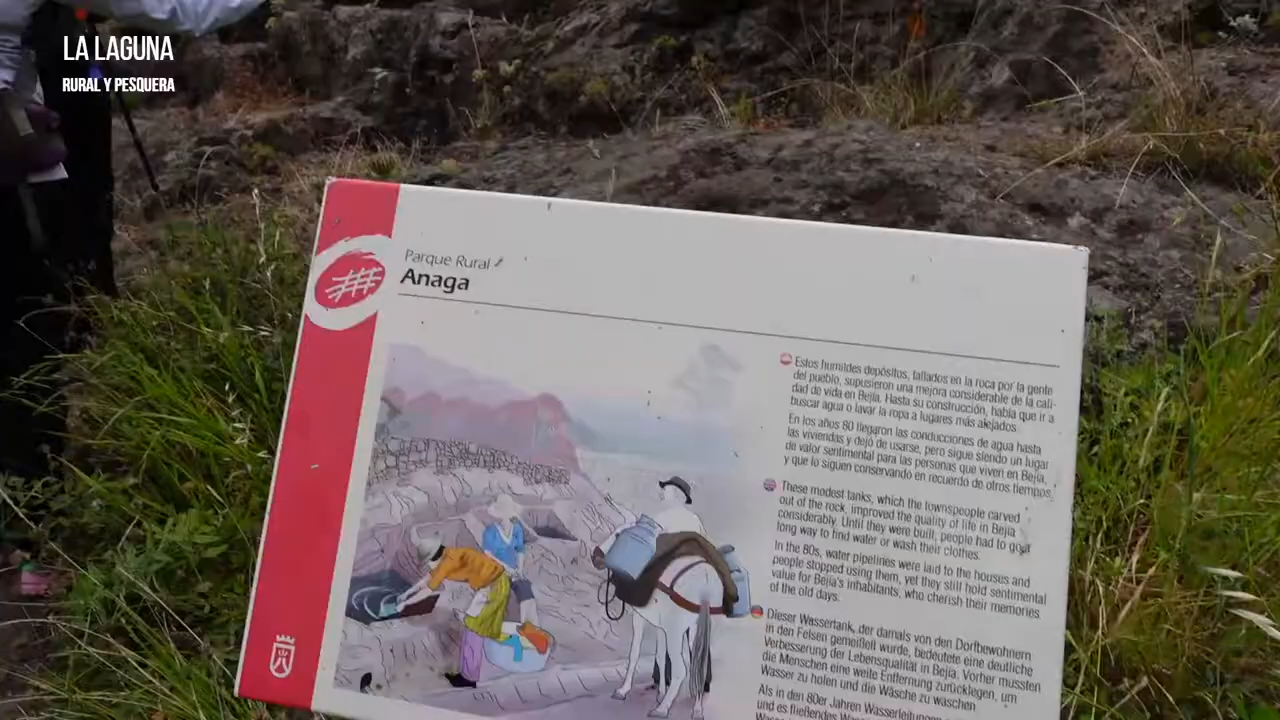 LA LAGUNA
RURAL Y PESQUERA
Parque Rural
Anaga
Estos humildes depósitos, tallados en la roca por la gente
del pueblo, supusieron una mejora considerable de la cali-
dad de vida en Bejía. Hasta su construcción, había que ir a
buscar agua o lavar la ropa a lugares más alejados.
En los años 80 llegaron las conducciones de agua hasta
las viviendas y dejó de usarse, pero sigue siendo un lugar
de valor sentimental para las personas que viven en Bejía,
y que lo siguen conservando en recuerdo de otros tiempos.
These modest tanks, which the townspeople carved
out of the rock, improved the quality of life in Bejía
considerably. Until they were built, people had to go a
long way to find water or wash their clothes.
In the 80s, water pipelines were laid to the houses and
people stopped using them, yet they still hold sentimental
value for Bejía's inhabitants, who cherish their memories
of the old days.
Dieser Wassertank, der damals von den Dorfbewohnern
in den Felsen gemeißelt wurde, bedeutete eine deutliche
Verbesserung der Lebensqualität in Bejía. Vorher mussten
die Menschen eine weite Entfernung zurücklegen, um
Wasser zu holen und die Wäsche zu waschen
Als in den 80er Jahren Wasserleitungen
und es fließendes